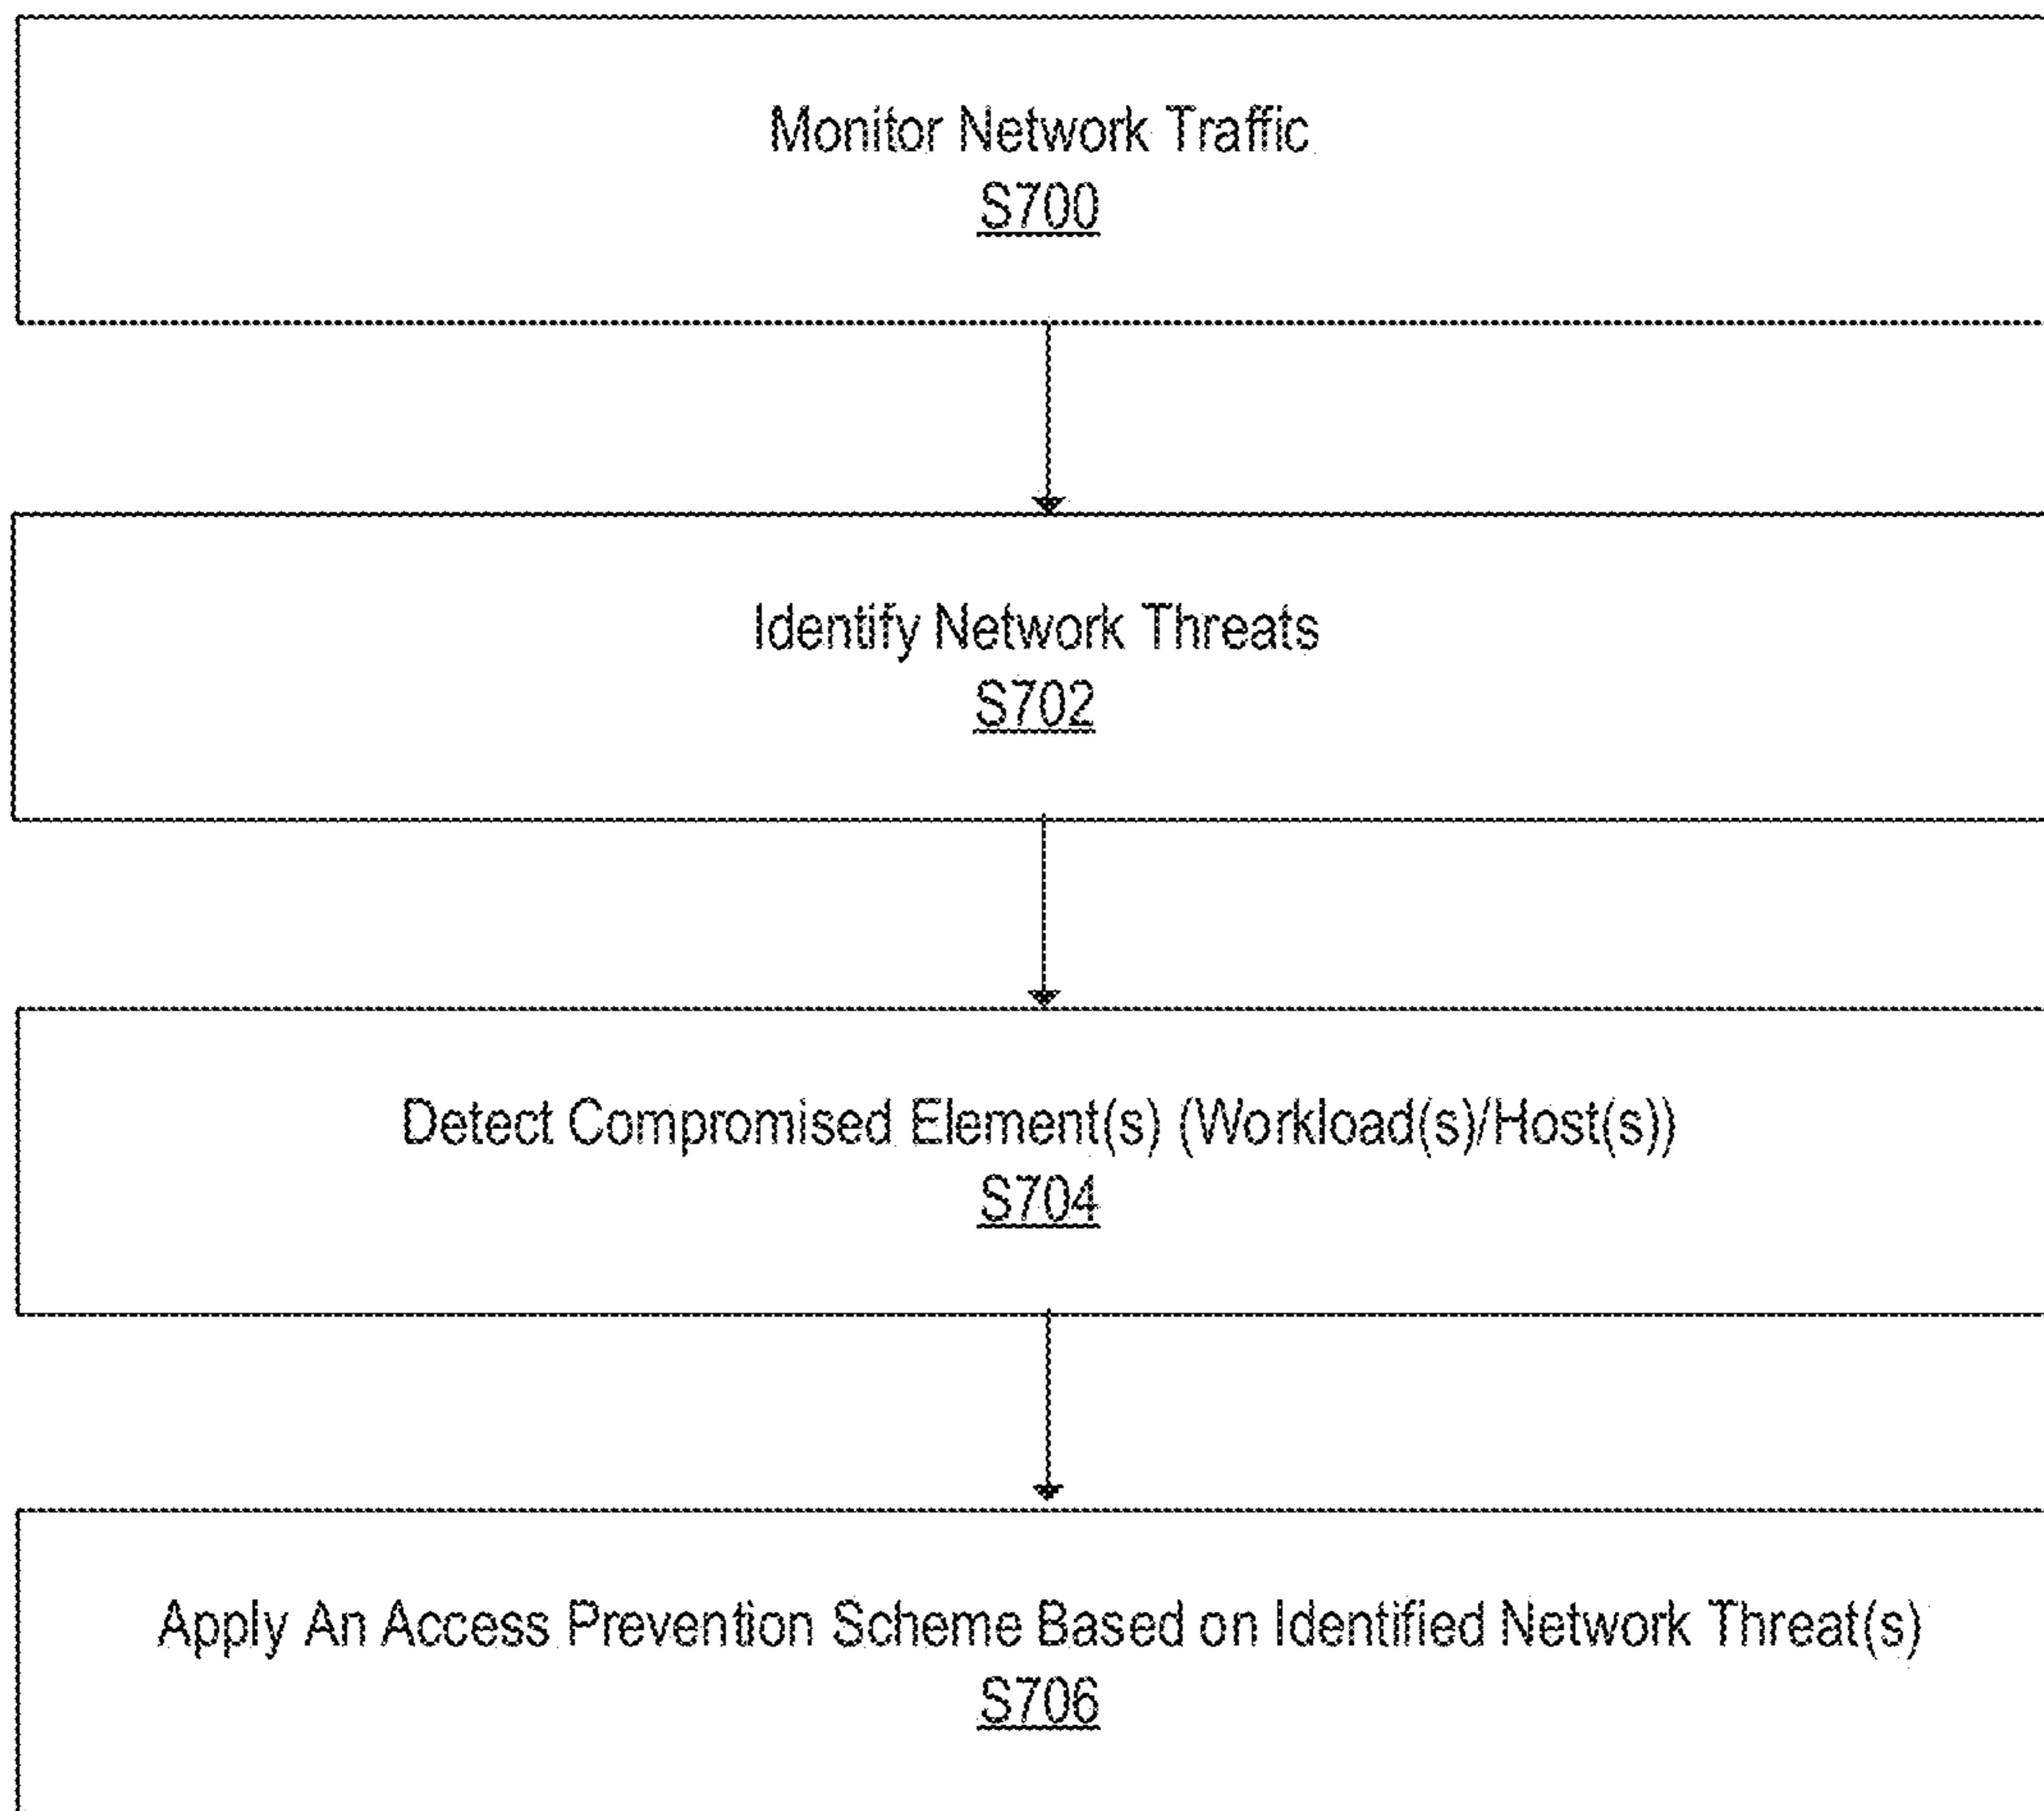 Monitor Network Traffic
S700
Identify Network Threats
S702
Detect Compromised Element(s) (Workload(s)/Host(s))
S704
Apply An Access Prevention Scheme Based on Identified Network Threat(s)
S706